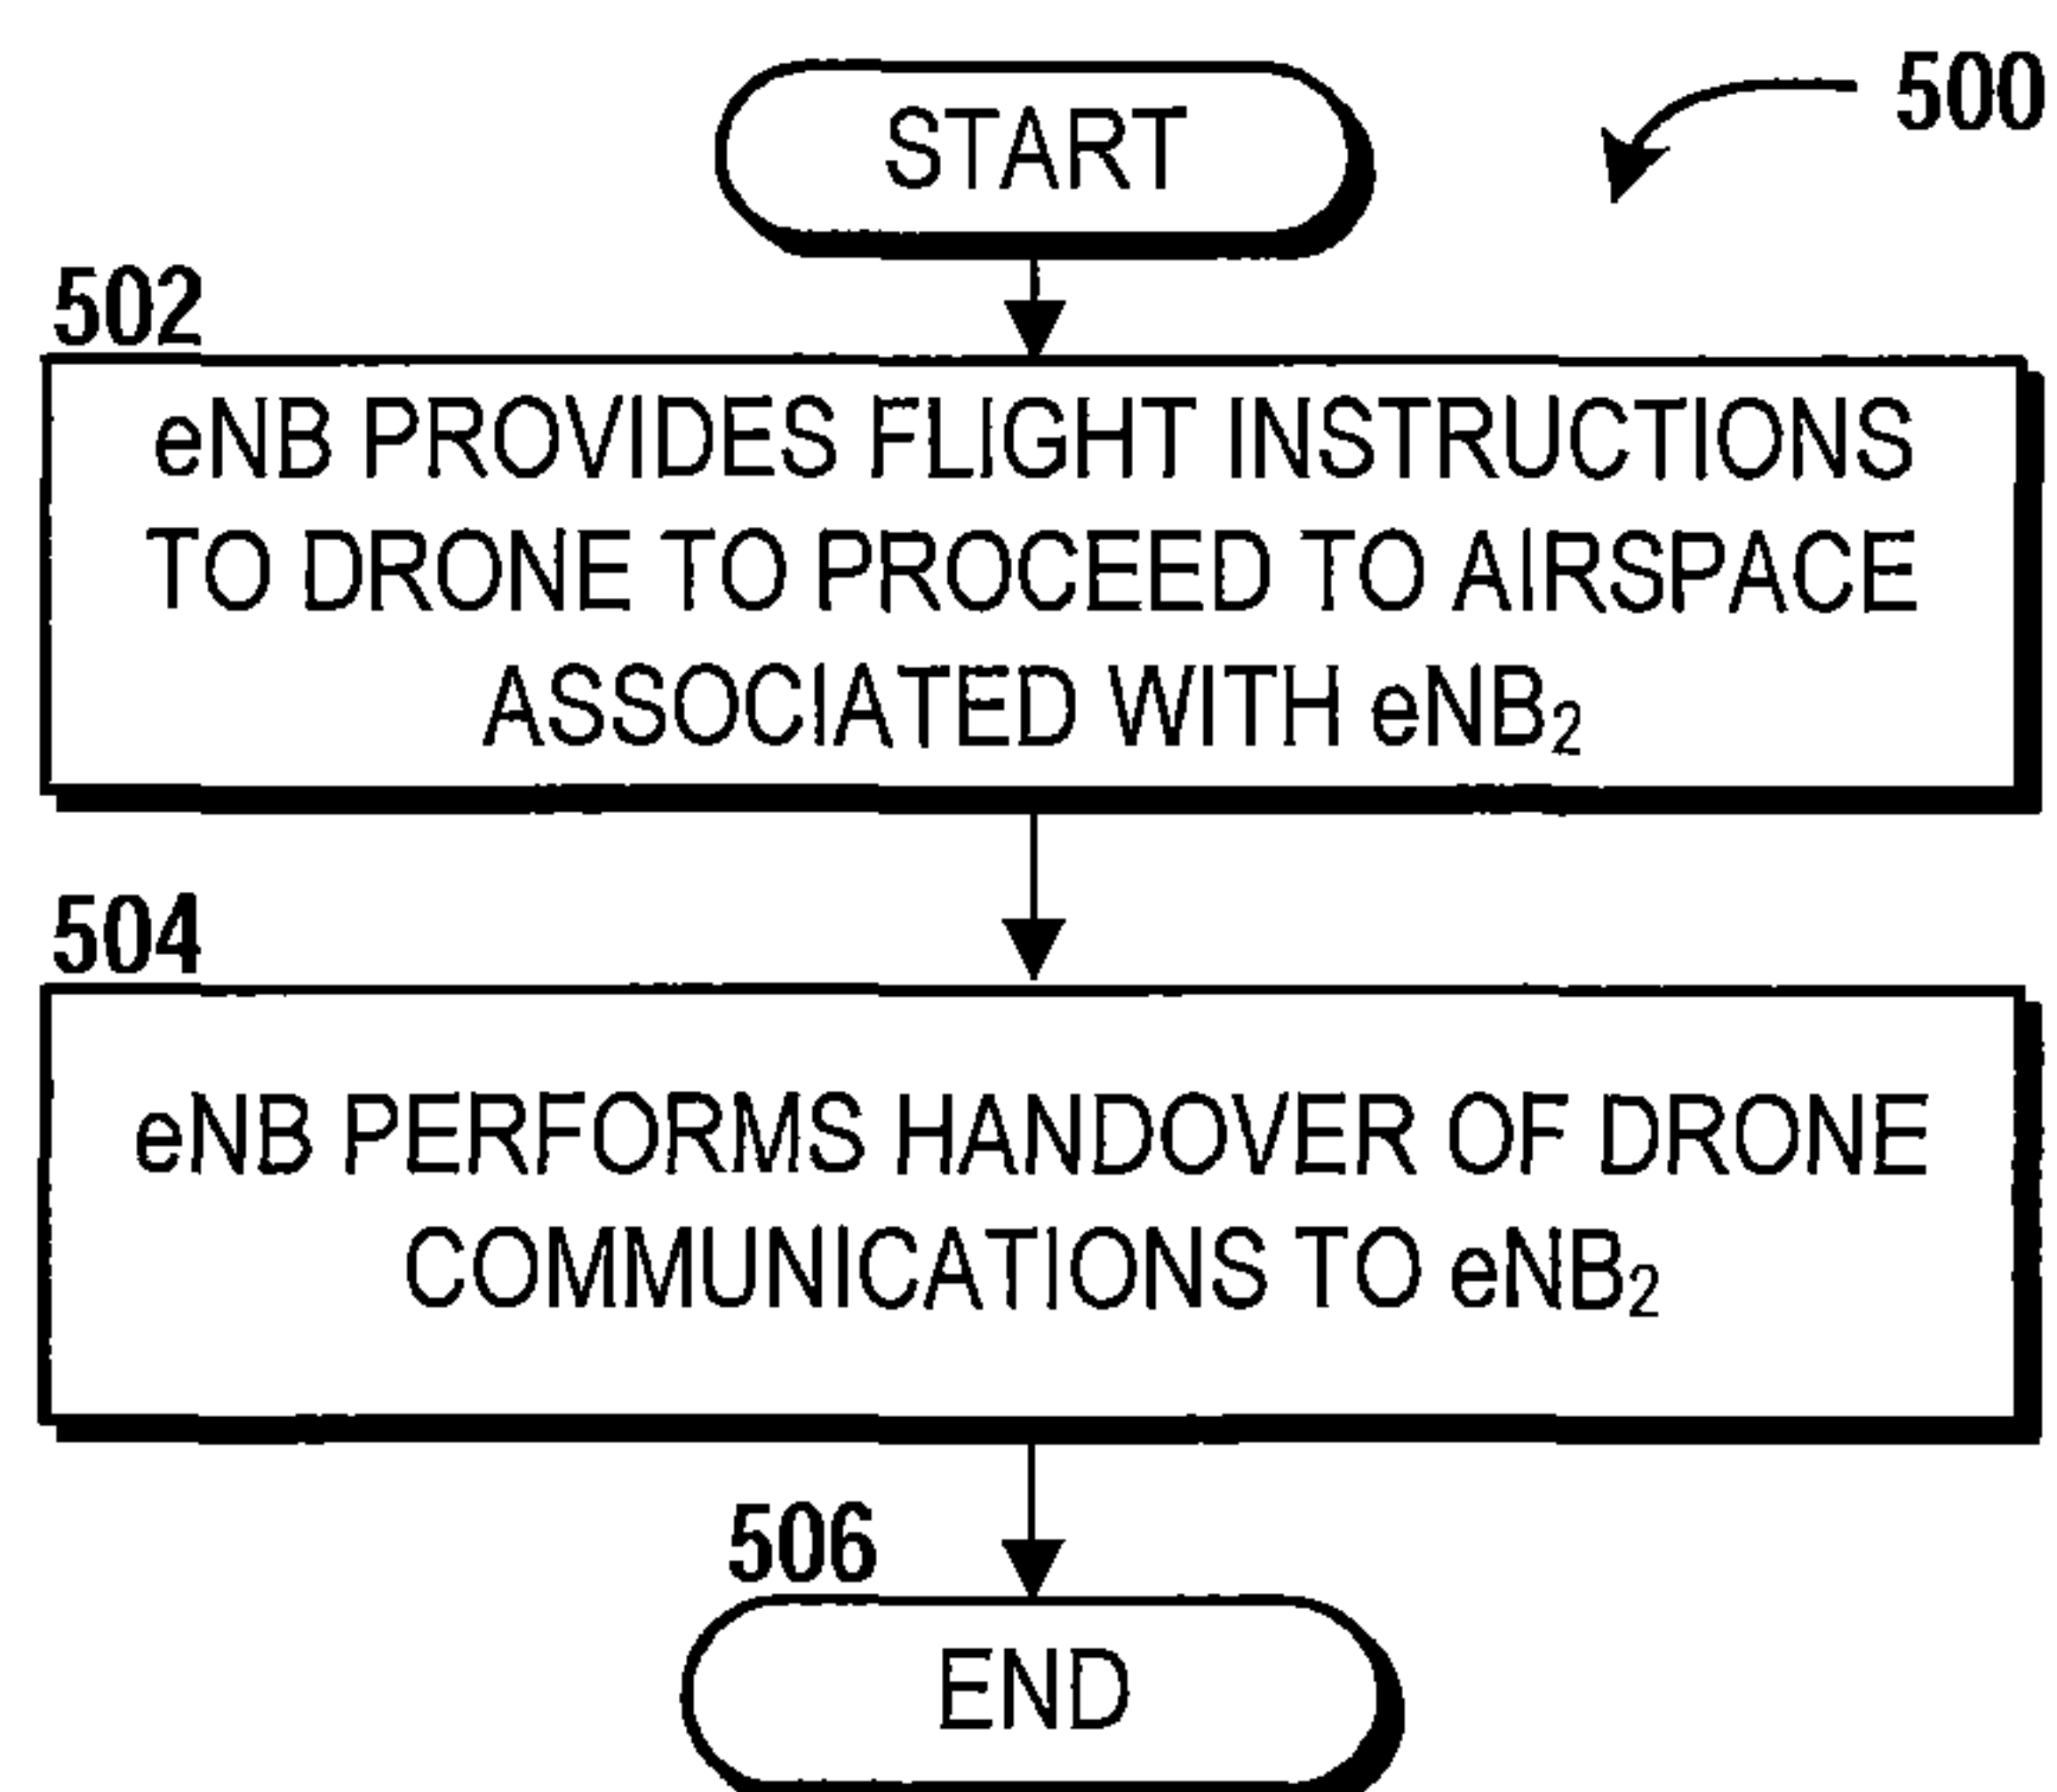 START
500
502
eNB PROVIDES FLIGHT INSTRUCTIONS
TO DRONE TO PROCEED TO AIRSPACE
ASSOCIATED WITH eNB₂
504
eNB PERFORMS HANDOVER OF DRONE
COMMUNICATIONS TO eNB₂
506
END